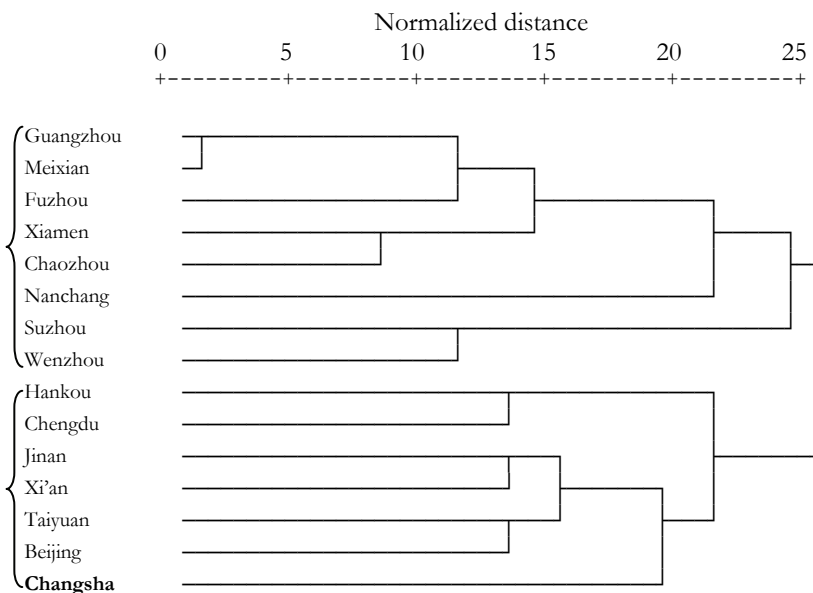 Normalized distance
0 5 10 15 20 25
Guangzhou
Meixian
Fuzhou
Xiamen
Chaozhou
Nanchang
Suzhou
Wenzhou
Hankou
Chengdu
Jinan
Xi’an
Taiyuan
Beijing
Changsha